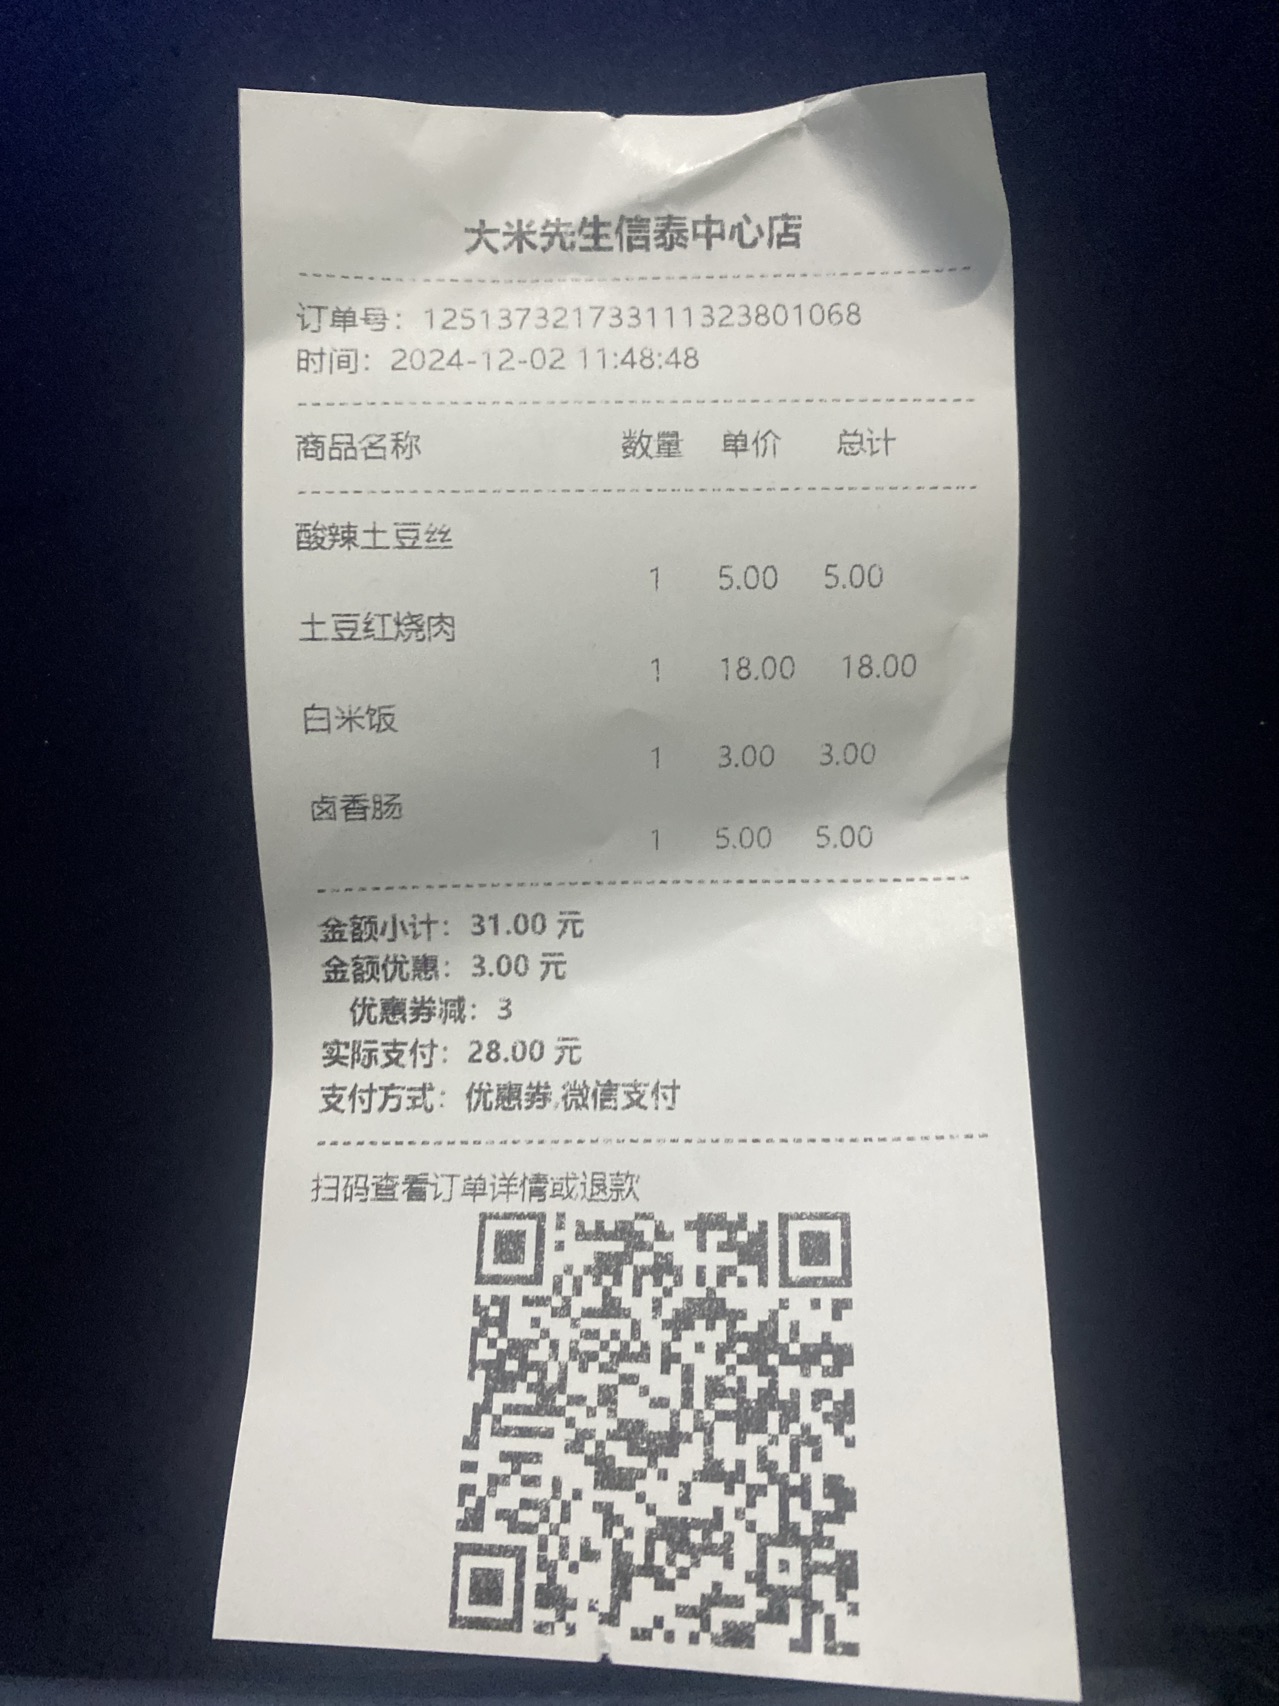 大米先生信泰中心店
订单号：125137321733111323801068
时间：2024-12-02 11:48:48
商品名称 数量 单价 总计
酸辣土豆丝
1 5.00 5.00
土豆红烧肉
1 18.00 18.00
白米饭
1 3.00 3.00
卤香肠
1 5.00 5.00
金额小计：31.00 元
金额优惠：3.00 元
优惠券减：3
实际支付：28.00 元
支付方式：优惠券,微信支付
扫码查看订单详情或退款